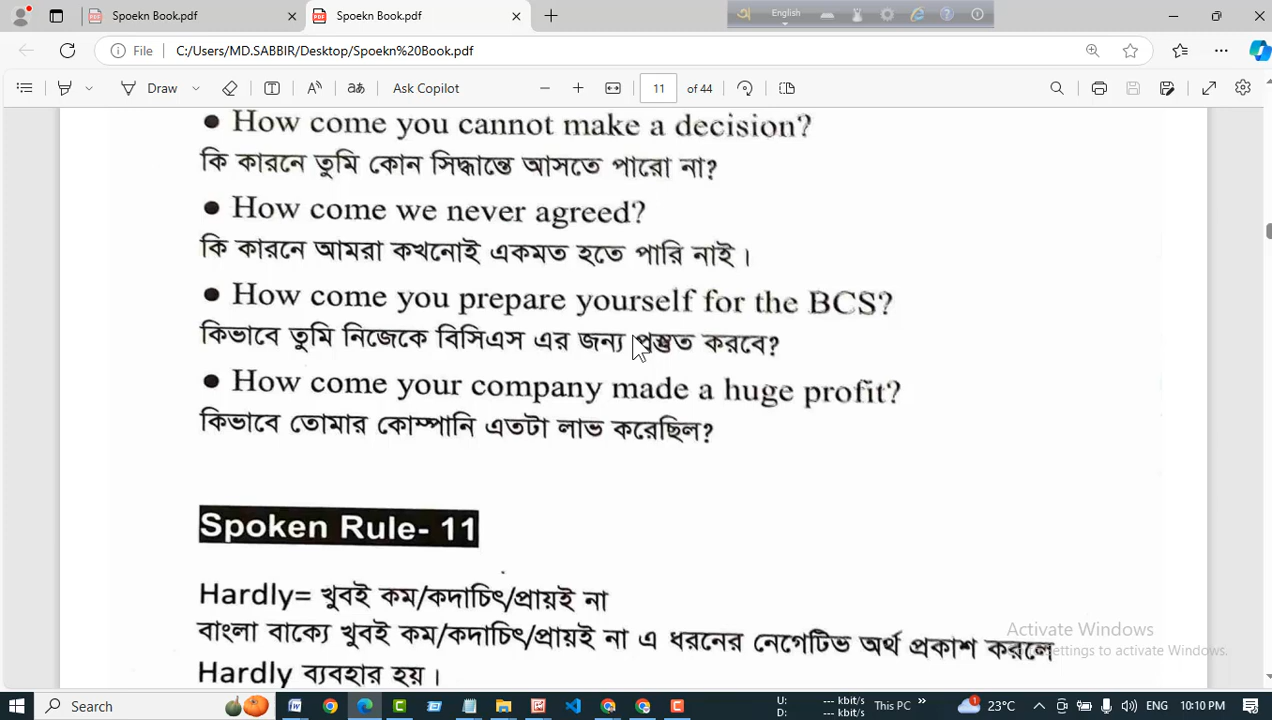 Spoekn Book.pdf
Spoekn Book.pdf
English
File C:/Users/MD.SABBIR/Desktop/Spoekn%20Book.pdf
Draw
Ask Copilot
11 of 44
• How come you cannot make a decision?
কি কারনে তুমি কোন সিদ্ধান্তে আসতে পারো না?
• How come we never agreed?
কি কারনে আমরা কখনোই একমত হতে পারি নাই।
• How come you prepare yourself for the BCS?
কিভাবে তুমি নিজেকে বিসিএস এর জন্য প্রস্তুত করবে?
• How come your company made a huge profit?
কিভাবে তোমার কোম্পানি এতটা লাভ করেছিল?
Spoken Rule- 11
Hardly= খুবই কম/কদাচিৎ/প্রায়ই না
বাংলা বাক্যে খুবই কম/কদাচিৎ/প্রায়ই না এ ধরনের নেগেটিভ অর্থ প্রকাশ করলে
Hardly ব্যবহার হয়।
Activate Windows
ettings to activate Windows.
Search
U: --- kbit/s
D: --- kbit/s
This PC
1
23°C
ENG
10:10 PM